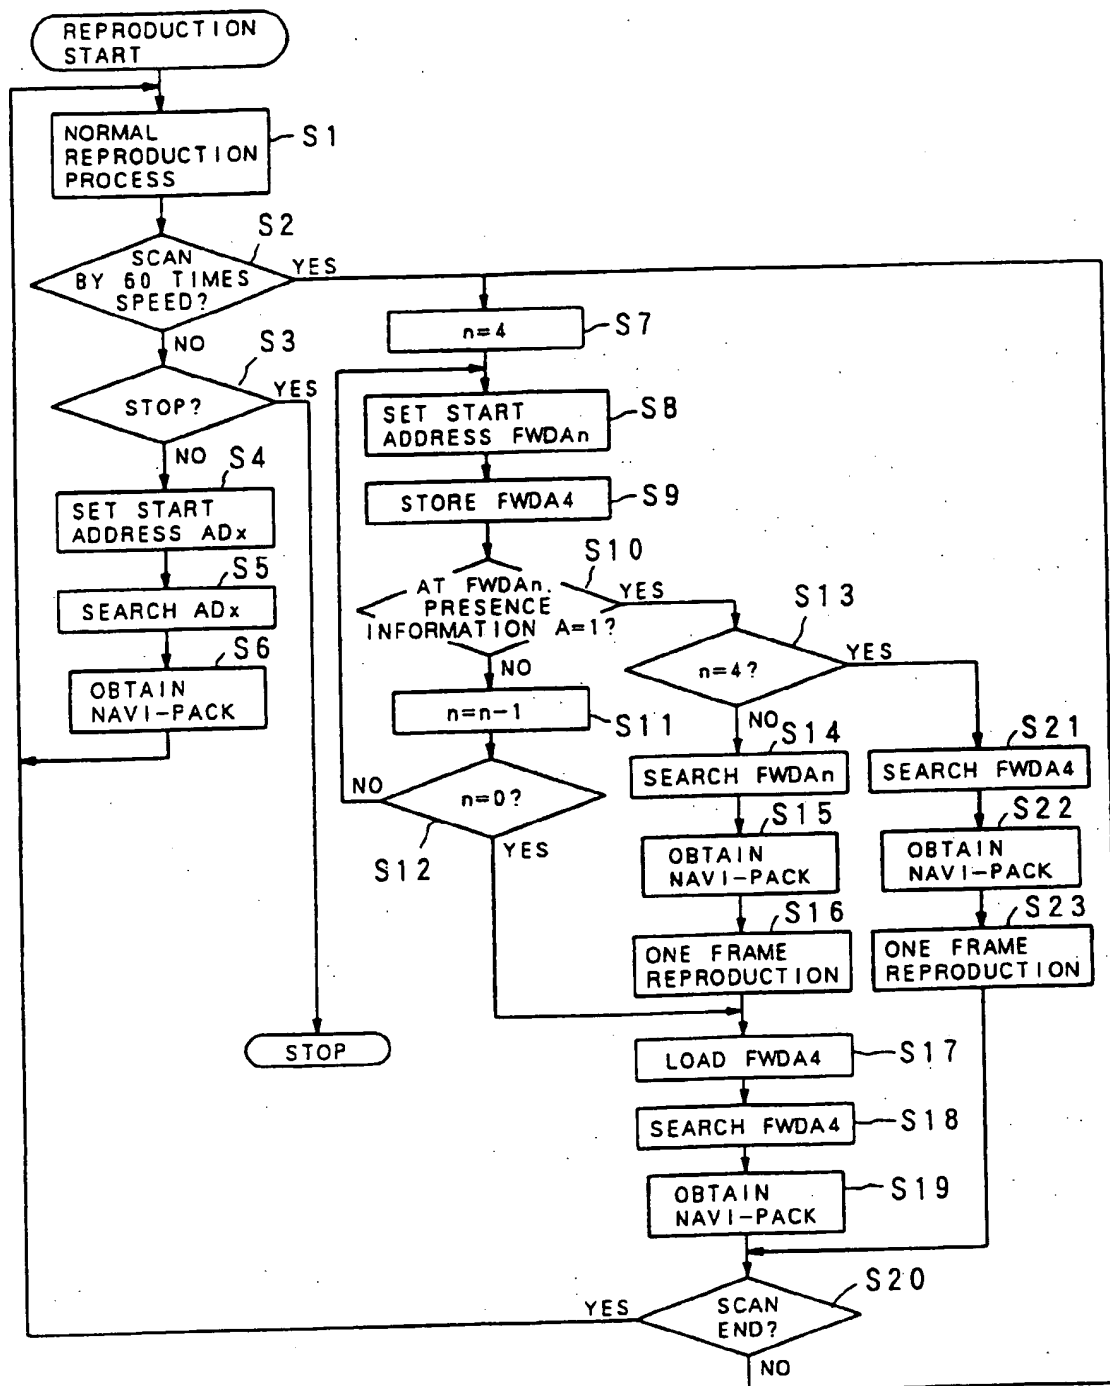 REPRODUCTION
START
NORMAL
REPRODUCTION
PROCESS
S1
SCAN
BY 60 TIMES
SPEED?
S2
YES
NO
STOP?
S3
YES
NO
SET START
ADDRESS ADx
S4
SEARCH ADx
S5
OBTAIN
NAVI-PACK
S6
n=4
S7
SET START
ADDRESS FWDAn
S8
STORE FWDA4
S9
AT FWDAn,
PRESENCE
INFORMATION A=1?
S10
YES
NO
n=n-1
S11
n=0?
S12
NO
YES
n=4?
S13
YES
NO
SEARCH FWDAn
S14
OBTAIN
NAVI-PACK
S15
ONE FRAME
REPRODUCTION
S16
SEARCH FWDA4
S21
OBTAIN
NAVI-PACK
S22
ONE FRAME
REPRODUCTION
S23
STOP
LOAD FWDA4
S17
SEARCH FWDA4
S18
OBTAIN
NAVI-PACK
S19
SCAN
END?
S20
YES
NO